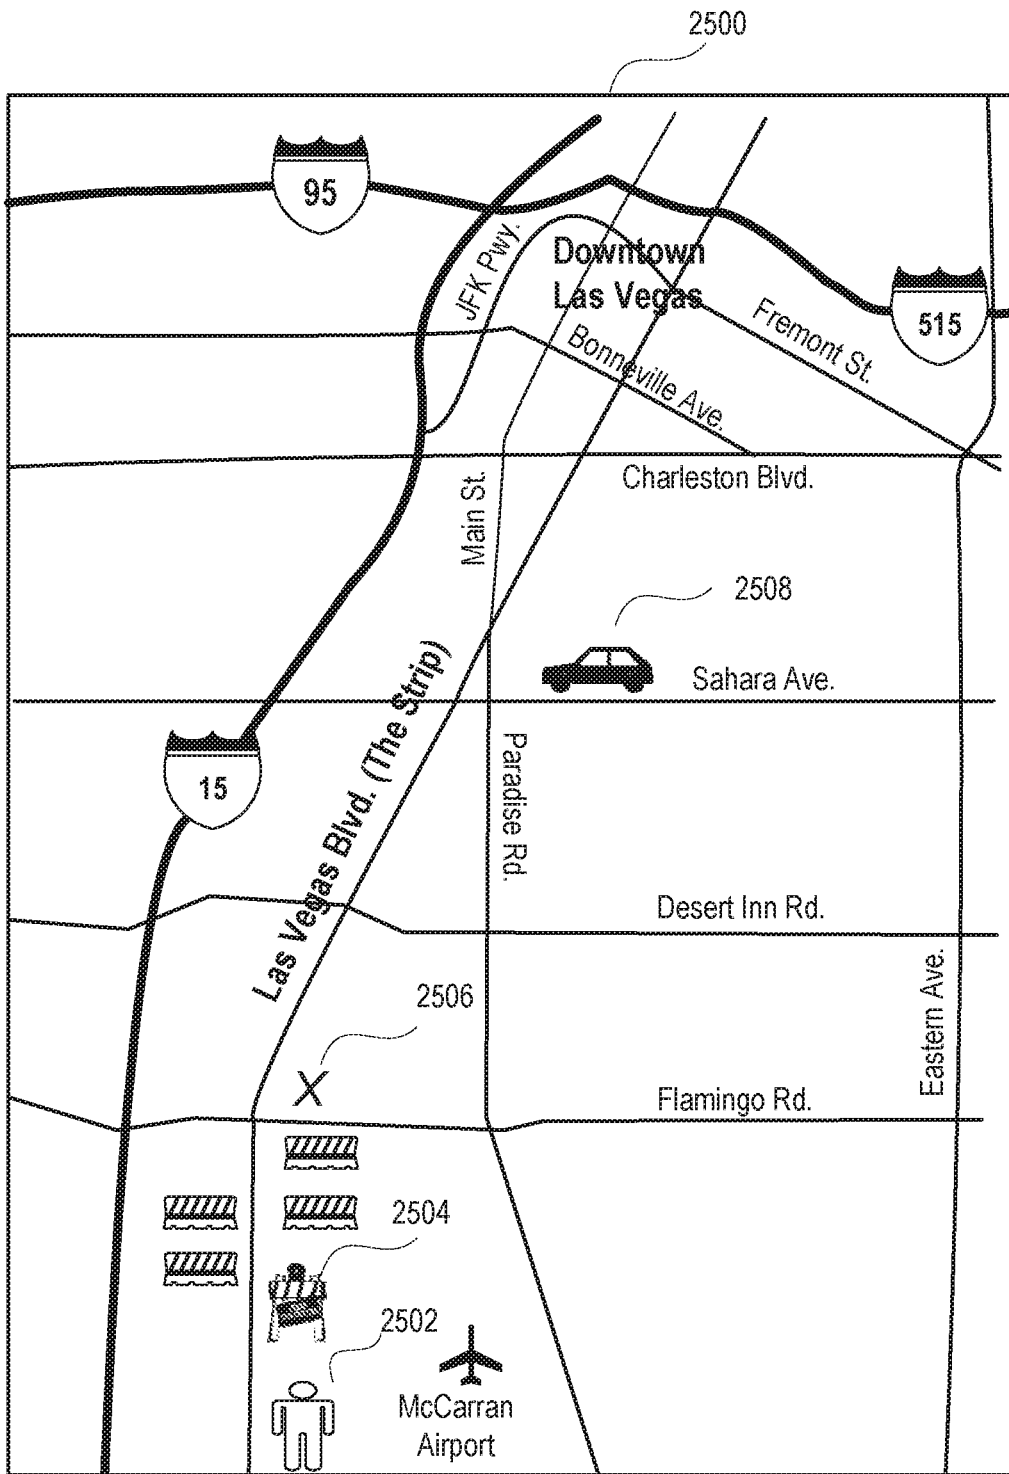 2500
95
JFK Pwy.
Downtown
Las Vegas
515
Fremont St.
Bonneville Ave.
Charleston Blvd.
Main St.
2508
Sahara Ave.
Las Vegas Blvd. (The Strip)
15
Paradise Rd.
Desert Inn Rd.
2506
Eastern Ave.
X
Flamingo Rd.
2504
2502
McCarran
Airport